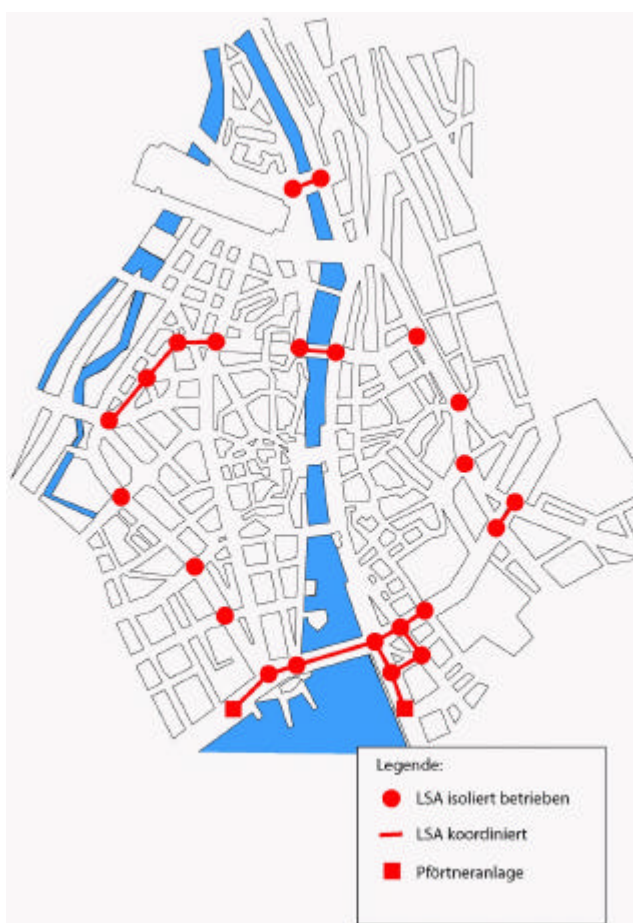 Legende:
LSA isoliert betrieben
LSA koordiniert
Pförtneranlage